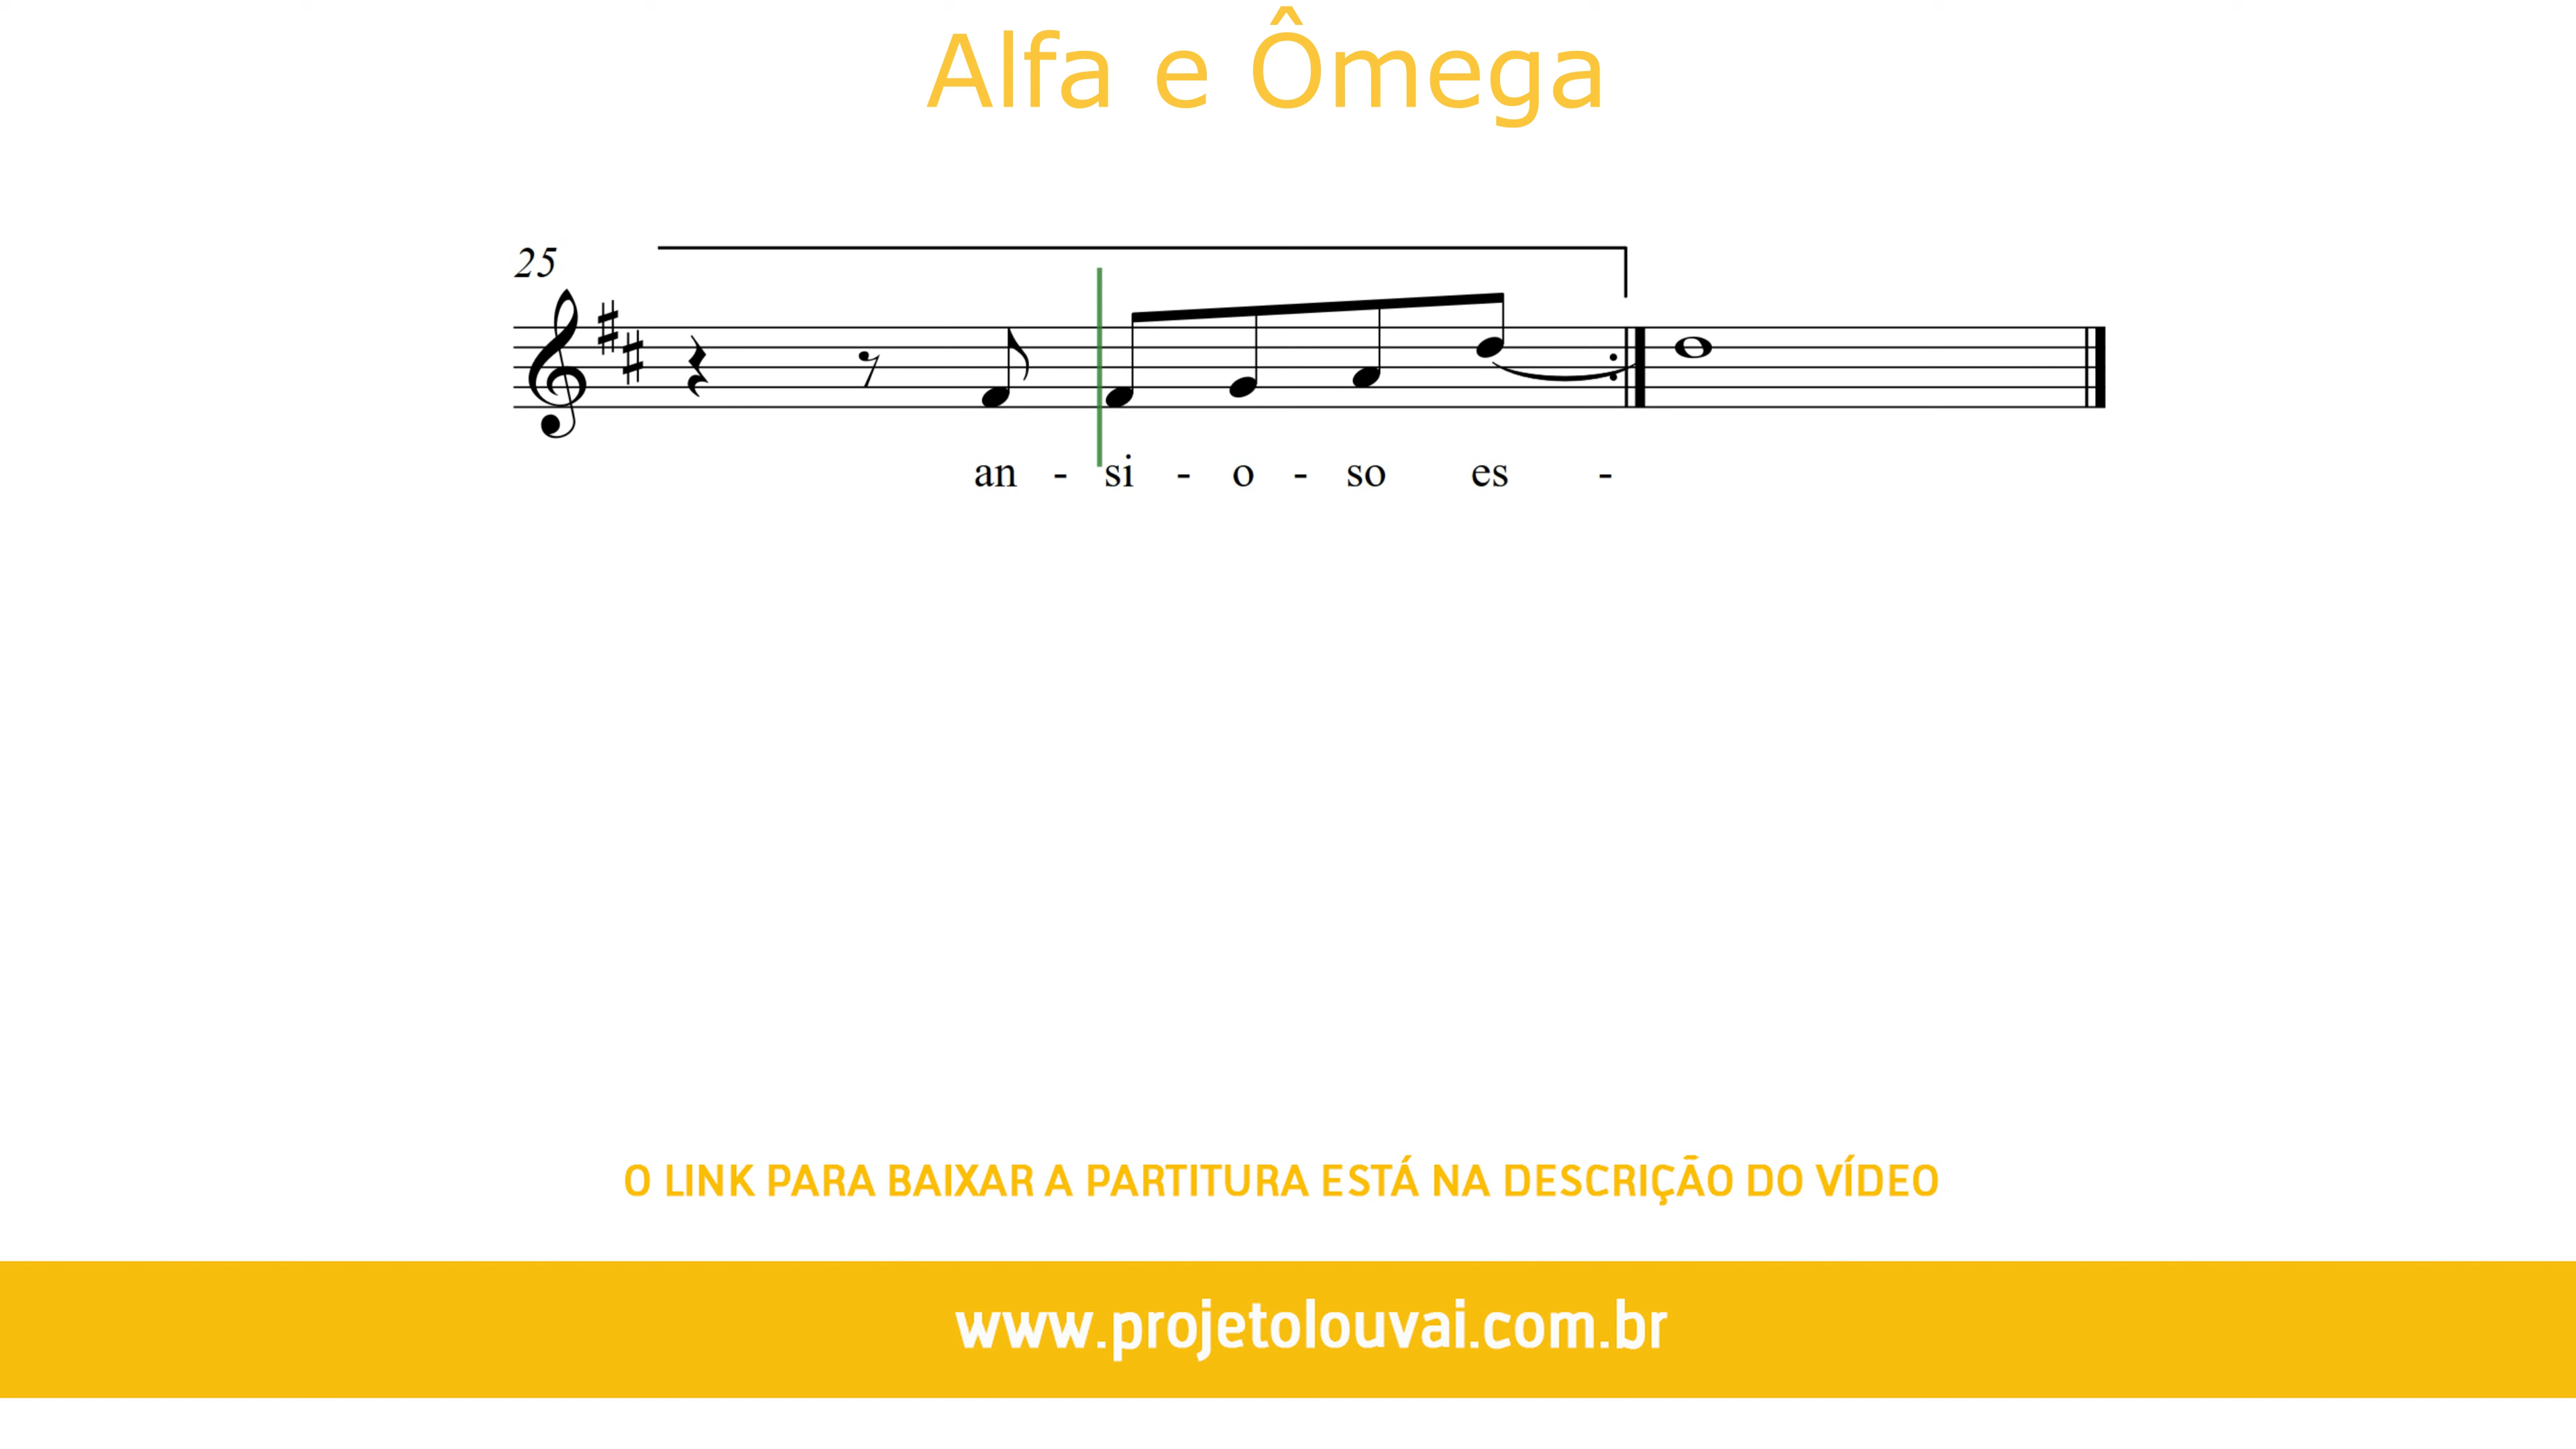 Alfa e Ômega
25
an - si - o - so es -
O LINK PARA BAIXAR A PARTITURA ESTÁ NA DESCRIÇÃO DO VÍDEO
www.projetolouvai.com.br